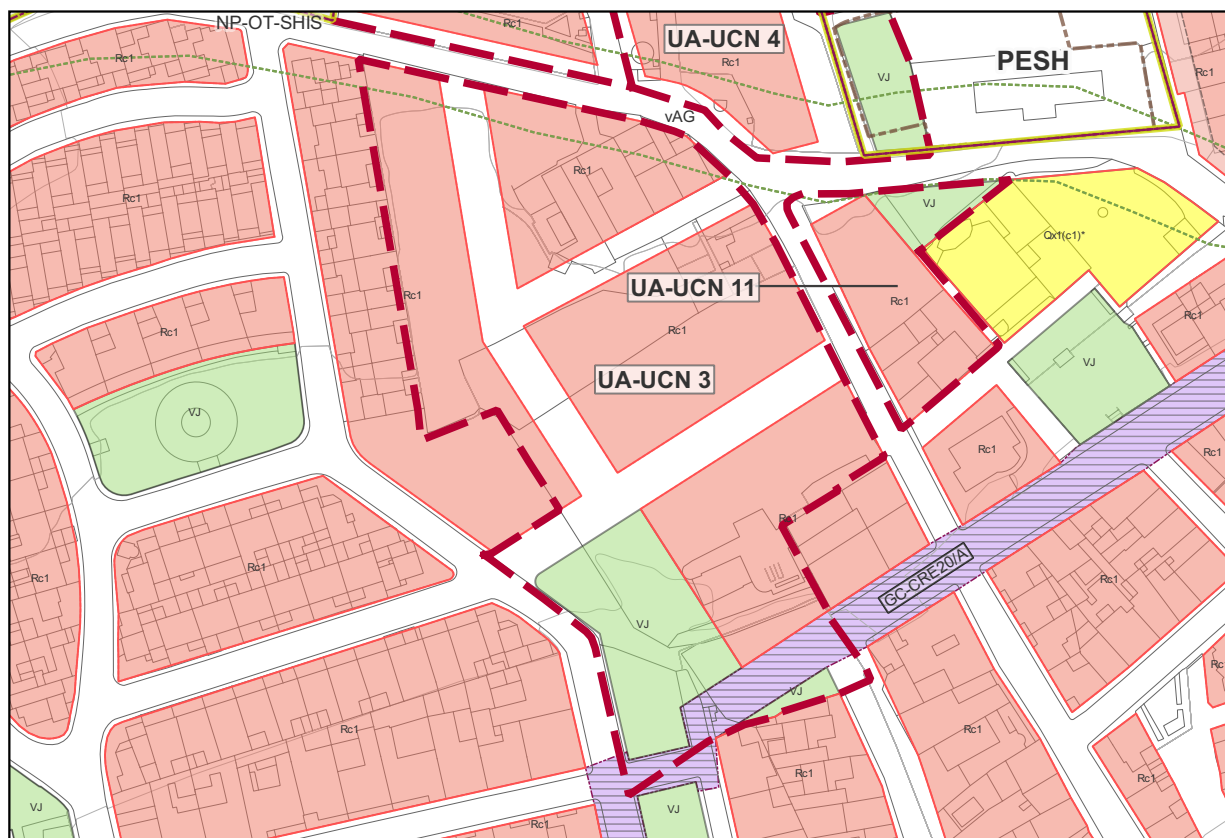 NP-OT-SHIS
Rc1
UA-UCN 4
Rc1
Rc1
Rc1
PESH
VJ
vAG
Rc1
Rc1
VJ
Qx1(c1)*
UA-UCN 11
Rc1
Rc1
Rc1
Rc1
Rc1
UA-UCN 3
VJ
VJ
Rc1
Rc1
Rc1
Rc1
Rc1
Rc1
GC-CRE20/A
Rc1
VJ
Rc
VJ
Rc1
Rc1
Rc1
Rc1
VJ
VJ
Rc1